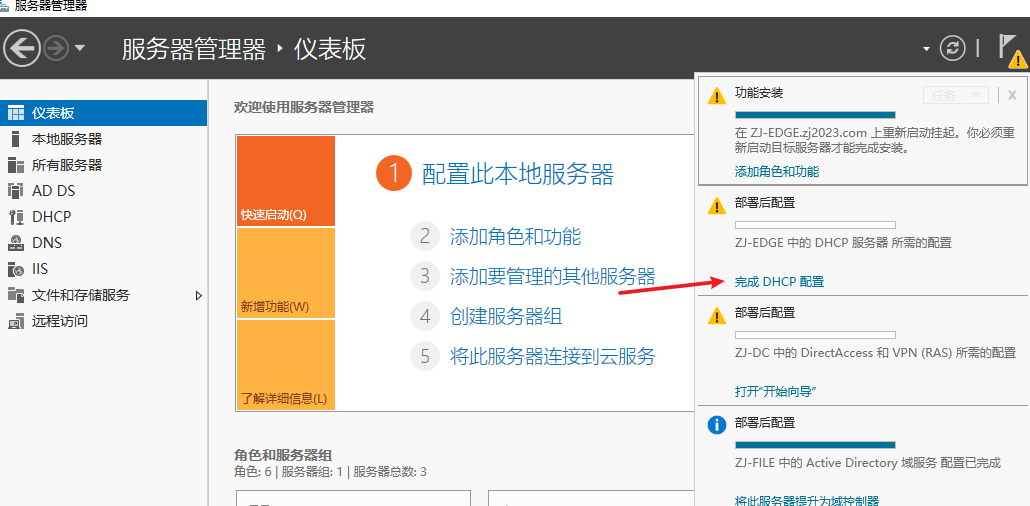 服务器管理器
服务器管理器 · 仪表板
仪表板
本地服务器
所有服务器
AD DS
DHCP
DNS
IIS
文件和存储服务
远程访问
欢迎使用服务器管理器
快速启动(Q)
新增功能(W)
了解详细信息(L)
1 配置此本地服务器
2 添加角色和功能
3 添加要管理的其他服务器
4 创建服务器组
5 将此服务器连接到云服务
角色和服务器组
角色: 6 | 服务器组: 1 | 服务器总数: 3
功能安装
任务
X
在 ZJ-EDGE.zj2023.com 上重新启动挂起。你必须重
新启动目标服务器才能完成安装。
添加角色和功能
部署后配置
ZJ-EDGE 中的 DHCP 服务器 所需的配置
完成 DHCP 配置
部署后配置
ZJ-DC 中的 DirectAccess 和 VPN (RAS) 所需的配置
打开“开始向导”
部署后配置
ZJ-FILE 中的 Active Directory 域服务 配置已完成
将此服务器提升为域控制器